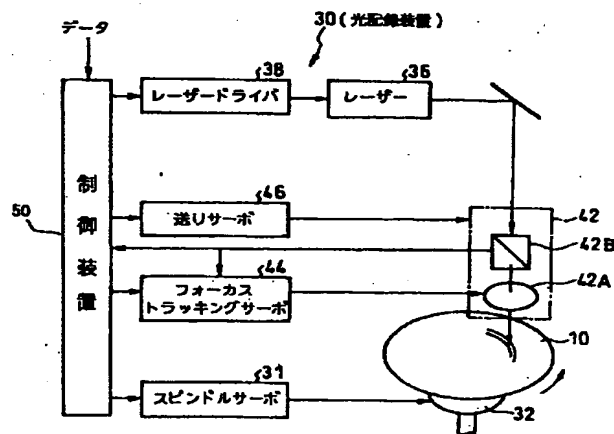 30(光記録装置)
データ
38
36
レーザードライバ
レーザー
制御装置
50
46
送りサーボ
42
42B
44
フォーカス
トラッキングサーボ
42A
10
31
スピンドルサーボ
32